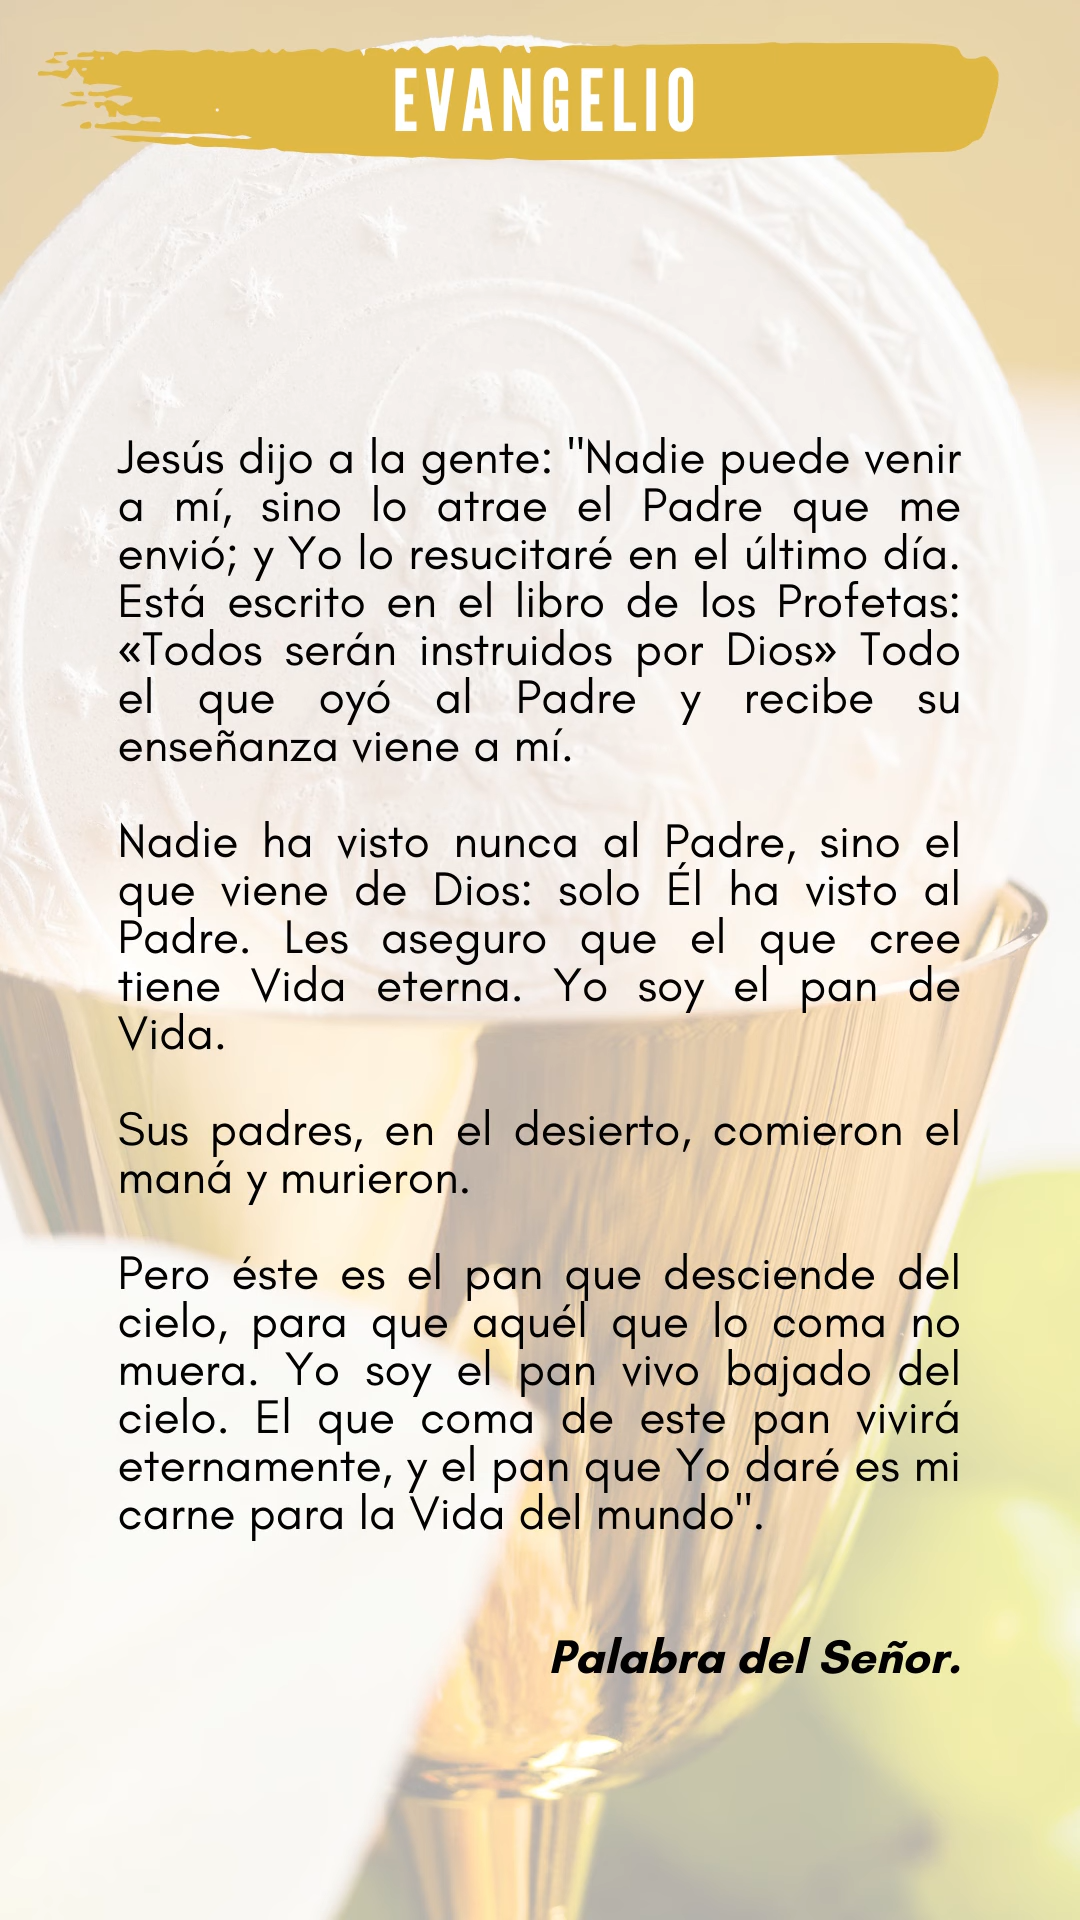 EVANGELIO
Jesús dijo a la gente: "Nadie puede venir
a mí, sino lo atrae el Padre que me
envió; y Yo lo resucitaré en el último día.
Está escrito en el libro de los Profetas:
«Todos serán instruidos por Dios» Todo
el que oyó al Padre y recibe su
enseñanza viene a mí.
Nadie ha visto nunca al Padre, sino el
que viene de Dios: solo Él ha visto al
Padre. Les aseguro que el que cree
tiene Vida eterna. Yo soy el pan de
Vida.
Sus padres, en el desierto, comieron el
maná y murieron.
Pero éste es el pan que desciende del
cielo, para que aquél que lo coma no
muera. Yo soy el pan vivo bajado del
cielo. El que coma de este pan vivirá
eternamente, y el pan que Yo daré es mi
carne para la Vida del mundo".
Palabra del Señor.